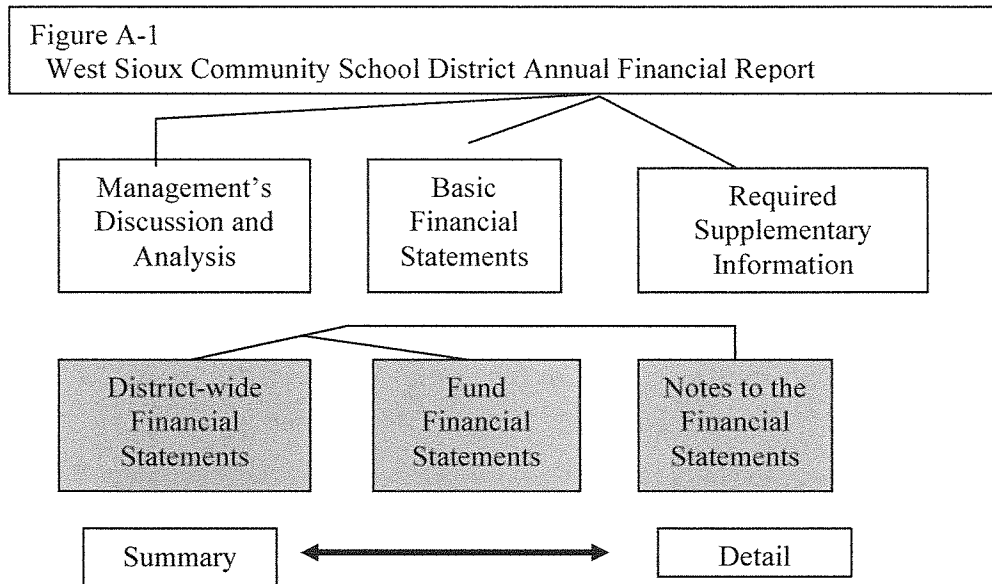 Figure A-1
West Sioux Community School District Annual Financial Report
Management's
Discussion and
Analysis
Basic
Financial
Statements
Required
Supplementary
Information
District-wide
Financial
Statements
Fund
Financial
Statements
Notes to the
Financial
Statements
Summary
Detail